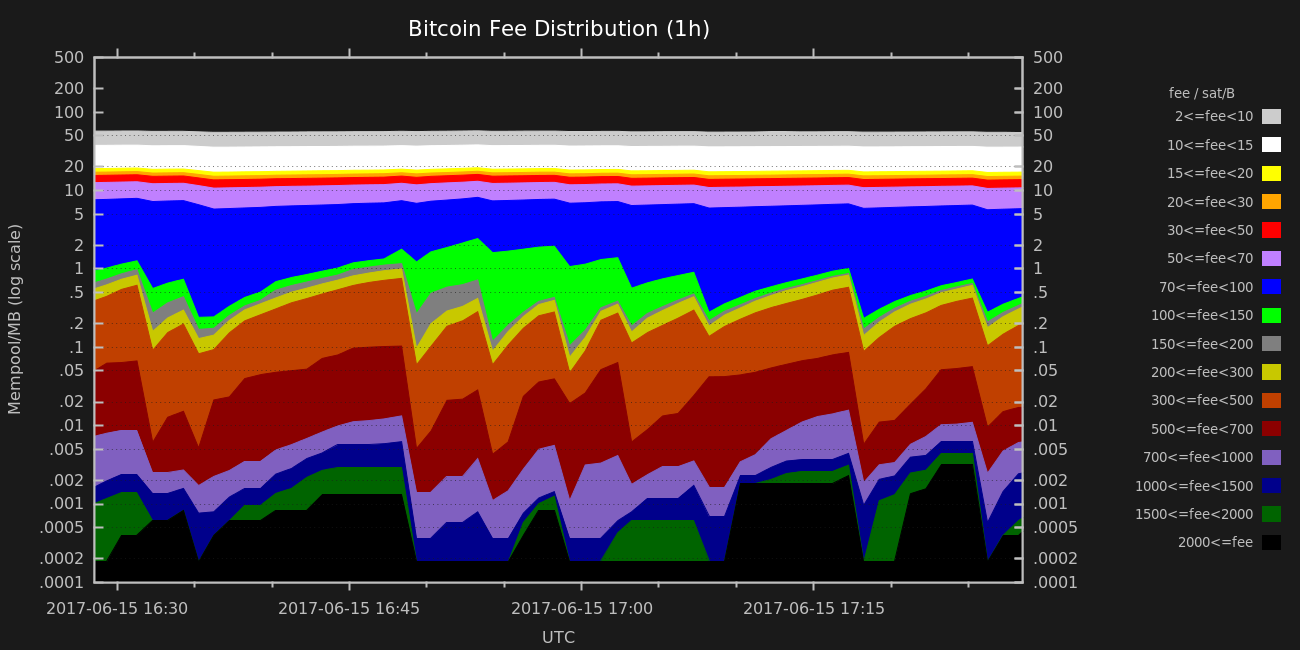 Bitcoin Fee Distribution (1h)
Mempool/MB (log scale)
500
200
100
50
20
10
5
2
1
.5
.2
.1
.05
.02
.01
.005
.002
.001
.0005
.0002
.0001
500
200
100
50
20
10
5
2
1
.5
.2
.1
.05
.02
.01
.005
.002
.001
.0005
.0002
.0001
fee / sat/B
2<=fee<10
10<=fee<15
15<=fee<20
20<=fee<30
30<=fee<50
50<=fee<70
70<=fee<100
100<=fee<150
150<=fee<200
200<=fee<300
300<=fee<500
500<=fee<700
700<=fee<1000
1000<=fee<1500
1500<=fee<2000
2000<=fee
2017-06-15 16:30 2017-06-15 16:45 2017-06-15 17:00 2017-06-15 17:15
UTC